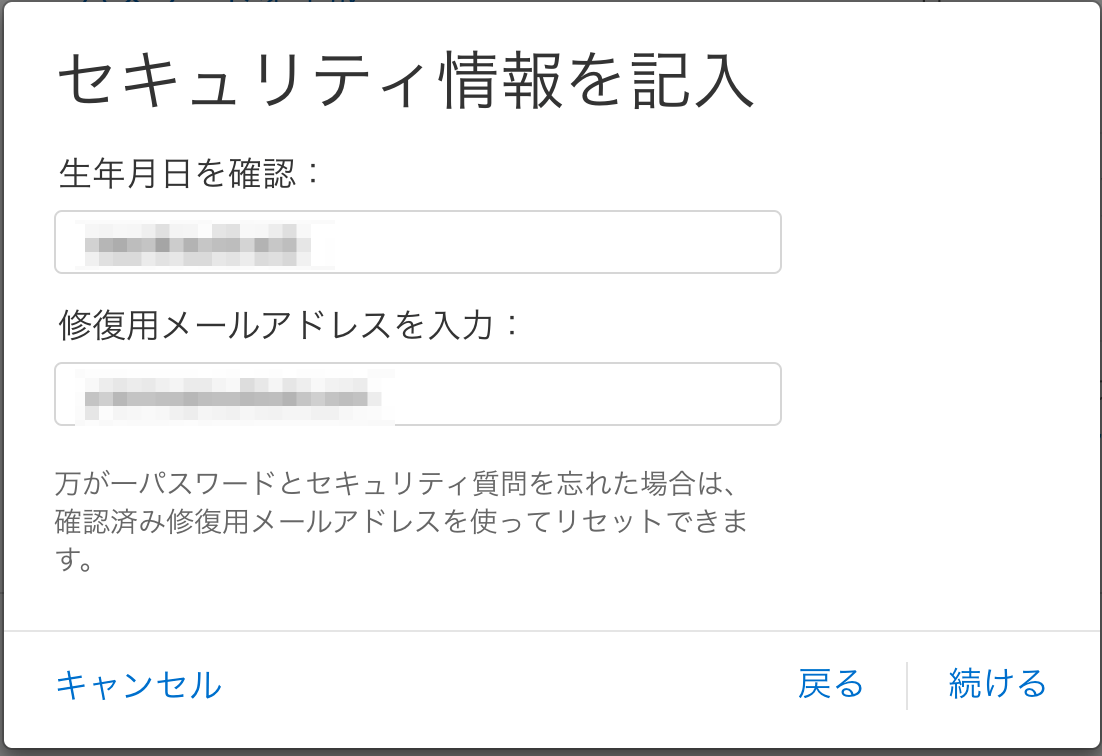 セキュリティ情報を記入
生年月日を確認：
修復用メールアドレスを入力：
万が一パスワードとセキュリティ質問を忘れた場合は、
確認済み修復用メールアドレスを使ってリセットできま
す。
キャンセル
戻る
続ける